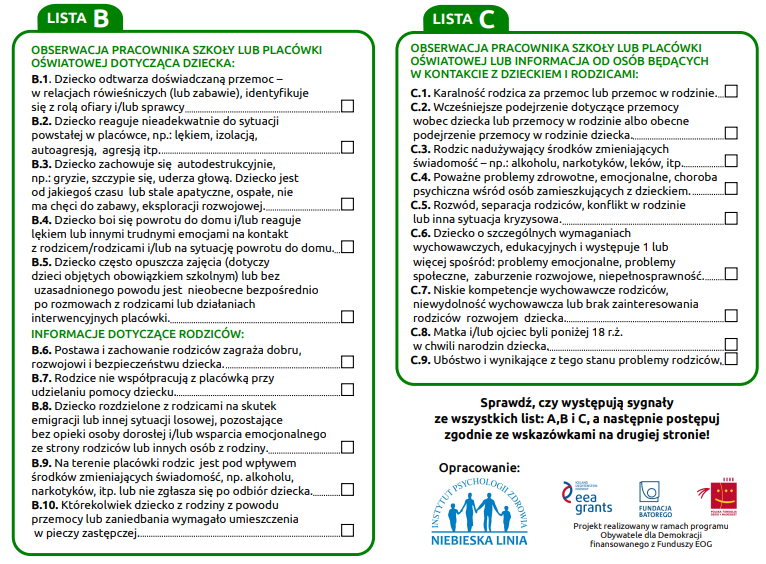 LISTA B
OBSERWACJA PRACOWNIKA SZKOŁY LUB PLACÓWKI
OŚWIATOWEJ DOTYCZĄCA DZIECKA:
B.1. Dziecko odtwarza doświadczaną przemoc –
w relacjach rówieśniczych (lub zabawie), identyfikuje
się z rolą ofiary i/lub sprawcy
B.2. Dziecko reaguje nieadekwatnie do sytuacji
powstałej w placówce, np.: lękiem, izolacją,
autoagresją, agresją itp.
B.3. Dziecko zachowuje się autodestrukcyjnie,
np.: gryzie, szczypie się, uderza głową. Dziecko jest
od jakiegoś czasu lub stale apatyczne, ospałe, nie
ma chęci do zabawy, eksploracji rozwojowej.
B.4. Dziecko boi się powrotu do domu i/lub reaguje
lękiem lub innymi trudnymi emocjami na kontakt
z rodzicem/rodzicami i/lub na sytuację powrotu do domu.
B.5. Dziecko często opuszcza zajęcia (dotyczy
dzieci objętych obowiązkiem szkolnym) lub bez
uzasadnionego powodu jest nieobecne bezpośrednio
po rozmowach z rodzicami lub działaniach
interwencyjnych placówki.
INFORMACJE DOTYCZĄCE RODZICÓW:
B.6. Postawa i zachowanie rodziców zagraża dobru,
rozwojowi i bezpieczeństwu dziecka.
B.7. Rodzice nie współpracują z placówką przy
udzielaniu pomocy dziecku.
B.8. Dziecko rozdzielone z rodzicami na skutek
emigracji lub innej sytuacji losowej, pozostające
bez opieki osoby dorosłej i/lub wsparcia emocjonalnego
ze strony rodziców lub innych osób z rodziny.
B.9. Na terenie placówki rodzic jest pod wpływem
środków zmieniających świadomość, np. alkoholu,
narkotyków, itp. lub nie zgłasza się po odbiór dziecka.
B.10. Którekolwiek dziecko z rodziny z powodu
przemocy lub zaniedbania wymagało umieszczenia
w pieczy zastępczej.
LISTA C
OBSERWACJA PRACOWNIKA SZKOŁY LUB PLACÓWKI
OŚWIATOWEJ LUB INFORMACJA OD OSÓB BĘDĄCYCH
W KONTAKCIE Z DZIECKIEM I RODZICAMI:
C.1. Karalność rodzica za przemoc lub przemoc w rodzinie.
C.2. Wcześniejsze podejrzenie dotyczące przemocy
wobec dziecka lub przemocy w rodzinie albo obecne
podejrzenie przemocy w rodzinie dziecka.
C.3. Rodzic nadużywający środków zmieniających
świadomość – np.: alkoholu, narkotyków, leków, itp.
C.4. Poważne problemy zdrowotne, emocjonalne, choroba
psychiczna wśród osób zamieszkujących z dzieckiem.
C.5. Rozwód, separacja rodziców, konflikt w rodzinie
lub inna sytuacja kryzysowa.
C.6. Dziecko o szczególnych wymaganiach
wychowawczych, edukacyjnych i występuje 1 lub
więcej spośród: problemy emocjonalne, problemy
społeczne, zaburzenie rozwojowe, niepełnosprawność.
C.7. Niskie kompetencje wychowawcze rodziców,
niewydolność wychowawcza lub brak zainteresowania
rodziców rozwojem dziecka.
C.8. Matka i/lub ojciec byli poniżej 18 r.ż.
w chwili narodzin dziecka.
C.9. Ubóstwo i wynikające z tego stanu problemy rodziców,
Sprawdź, czy występują sygnały
ze wszystkich list: A,B i C, a następnie postępuj
zgodnie ze wskazówkami na drugiej stronie!
Opracowanie:
INSTYTUT PSYCHOLOGII ZDROWIA
NIEBIESKA LINIA
eea
grants
FUNDACJA
BATOREGO
Projekt realizowany w ramach programu
Obywatele dla Demokracji
finansowanego z Funduszy EOG